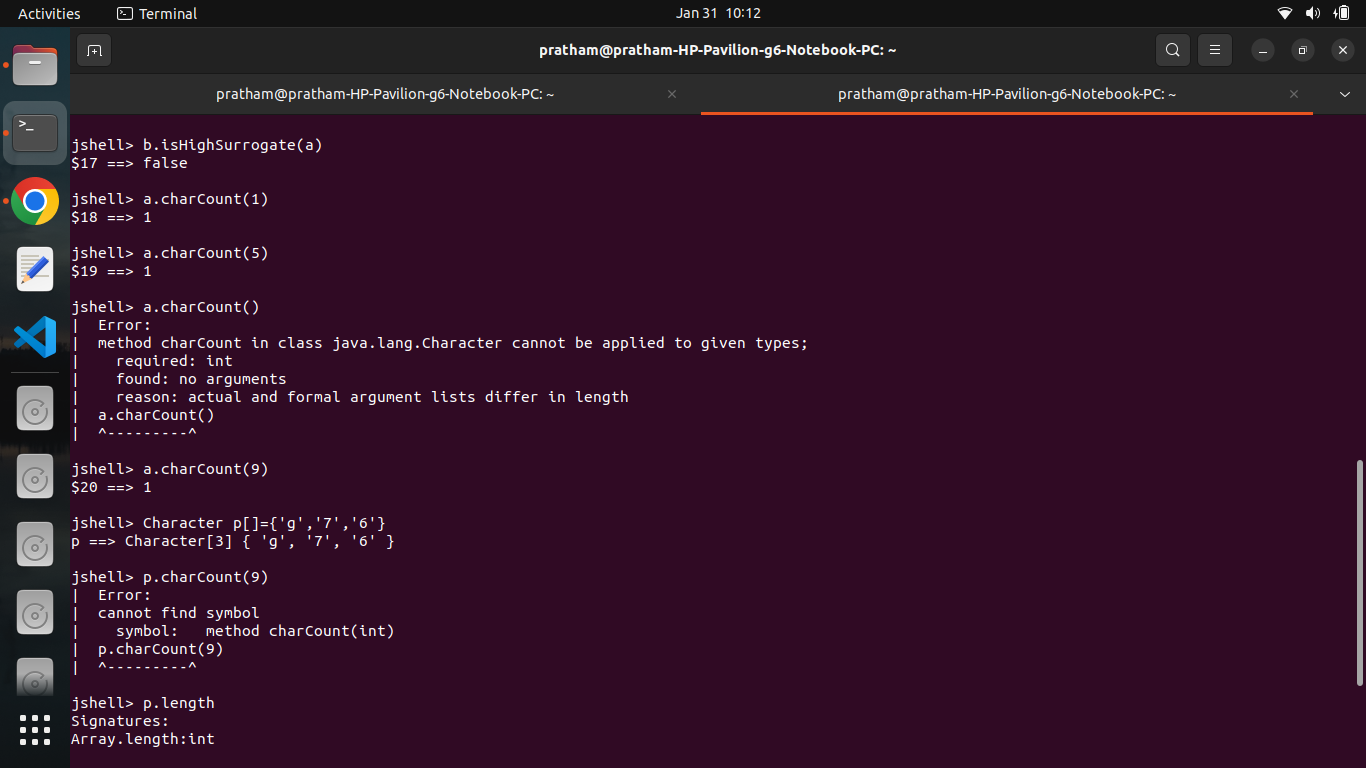 Activities
Terminal
Jan 31 10:12
pratham@pratham-HP-Pavilion-g6-Notebook-PC: ~
pratham@pratham-HP-Pavilion-g6-Notebook-PC: ~
pratham@pratham-HP-Pavilion-g6-Notebook-PC: ~
jshell> b.isHighSurrogate(a)
$17 ==> false
jshell> a.charCount(1)
$18 ==> 1
jshell> a.charCount(5)
$19 ==> 1
jshell> a.charCount()
|  Error:
|  method charCount in class java.lang.Character cannot be applied to given types;
|    required: int
|    found: no arguments
|    reason: actual and formal argument lists differ in length
|  a.charCount()
|  ^---------^
jshell> a.charCount(9)
$20 ==> 1
jshell> Character p[]={'g','7','6'}
p ==> Character[3] { 'g', '7', '6' }
jshell> p.charCount(9)
|  Error:
|  cannot find symbol
|    symbol:   method charCount(int)
|  p.charCount(9)
|  ^---------^
jshell> p.length
Signatures:
Array.length:int